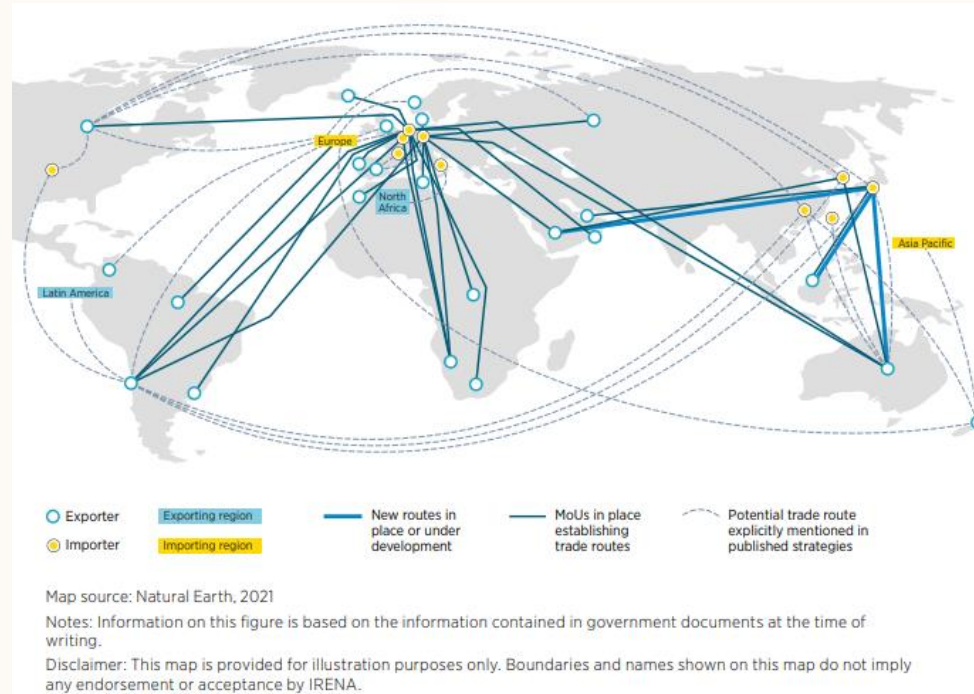 Europe
North
Africa
Latin America
Asia Pacific
Exporter
Exporting region
New routes in
place or under
development
MoUs in place
establishing
trade routes
Potential trade route
explicitly mentioned in
published strategies
Importer
Importing region
Map source: Natural Earth, 2021
Notes: Information on this figure is based on the information contained in government documents at the time of
writing.
Disclaimer: This map is provided for illustration purposes only. Boundaries and names shown on this map do not imply
any endorsement or acceptance by IRENA.